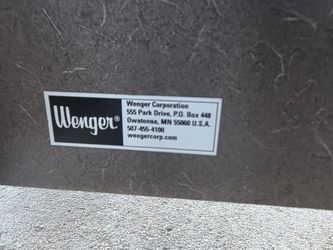 Wenger®
Wenger Corporation
555 Park Drive, P.O. Box 448
Owatonna, MN 55060 U.S.A.
507-455-4100
wengercorp.com